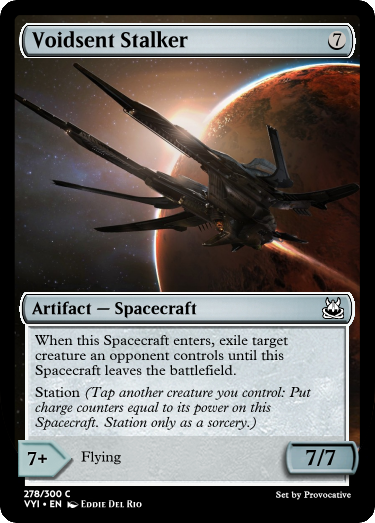 Voidsent Stalker 7
Artifact — Spacecraft
When this Spacecraft enters, exile target
creature an opponent controls until this
Spacecraft leaves the battlefield.
Station (Tap another creature you control: Put
charge counters equal to its power on this
Spacecraft. Station only as a sorcery.)
7+ Flying 7/7
278/300 C
VYI • EN Eddie Del Rio Set by Provocative